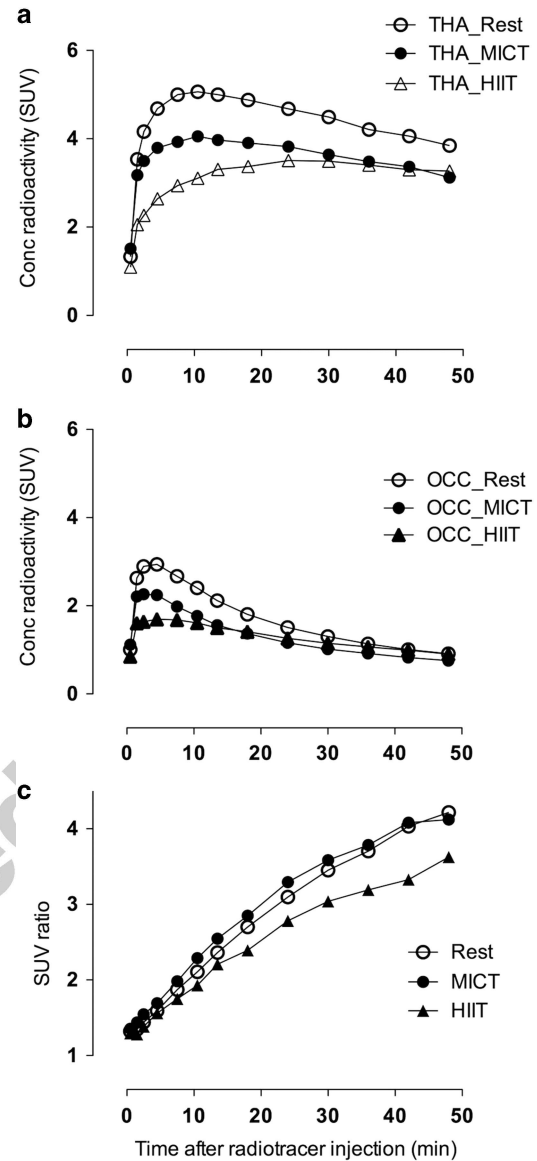 a
THA_Rest
THA_MICT
THA_HIIT
Conc radioactivity (SUV)
6
4
2
0
0 10 20 30 40 50
b
OCC_Rest
OCC_MICT
OCC_HIIT
Conc radioactivity (SUV)
6
4
2
0
0 10 20 30 40 50
c
SUV ratio
4
3
2
1
Rest
MICT
HIIT
0 10 20 30 40 50
Time after radiotracer injection (min)